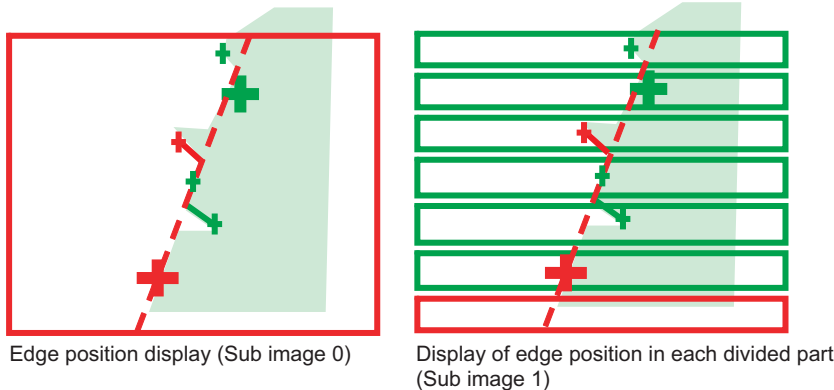 Edge position display (Sub image 0)
Display of edge position in each divided part
(Sub image 1)